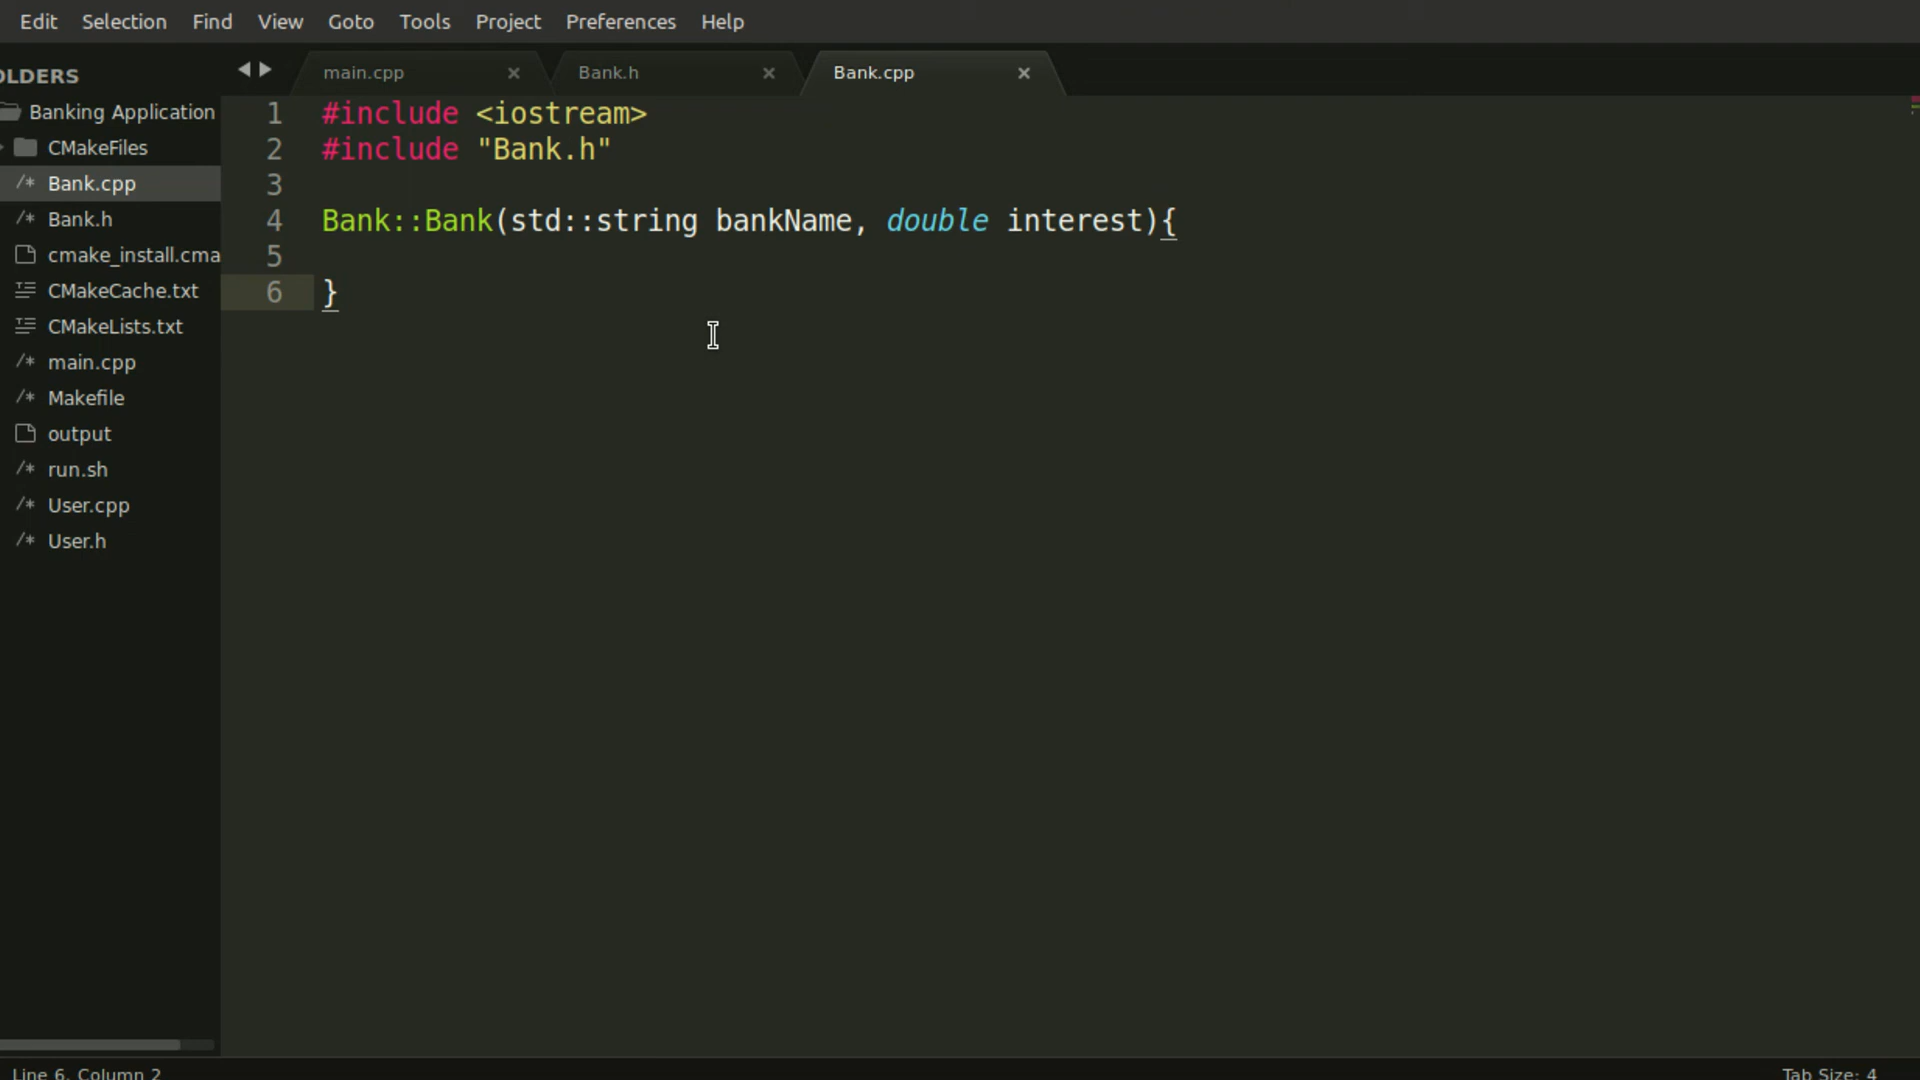 Edit Selection Find View Goto Tools Project Preferences Help
OLDERS
Banking Application
CMakeFiles
Bank.cpp
Bank.h
cmake_install.cma
CMakeCache.txt
CMakeLists.txt
main.cpp
Makefile
output
run.sh
User.cpp
User.h
main.cpp Bank.h Bank.cpp
1 #include <iostream>
2 #include "Bank.h"
3
4 Bank::Bank(std::string bankName, double interest){
5
6 }
Line 6, Column 2 Tab Size: 4